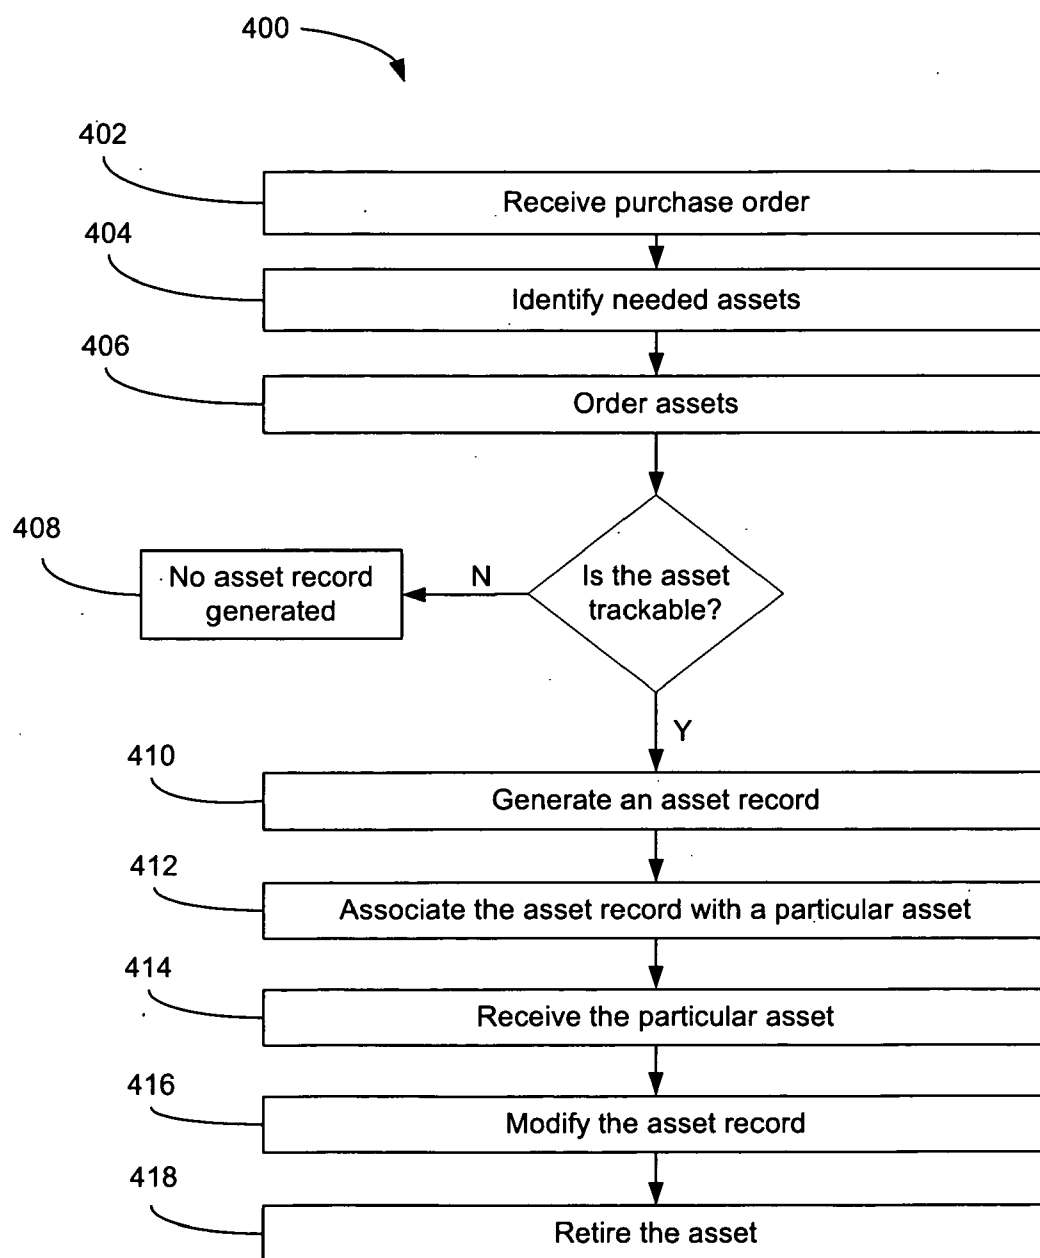 400
402
Receive purchase order
404
Identify needed assets
406
Order assets
408
No asset record
generated
N
Is the asset
trackable?
Y
410
Generate an asset record
412
Associate the asset record with a particular asset
414
Receive the particular asset
416
Modify the asset record
418
Retire the asset